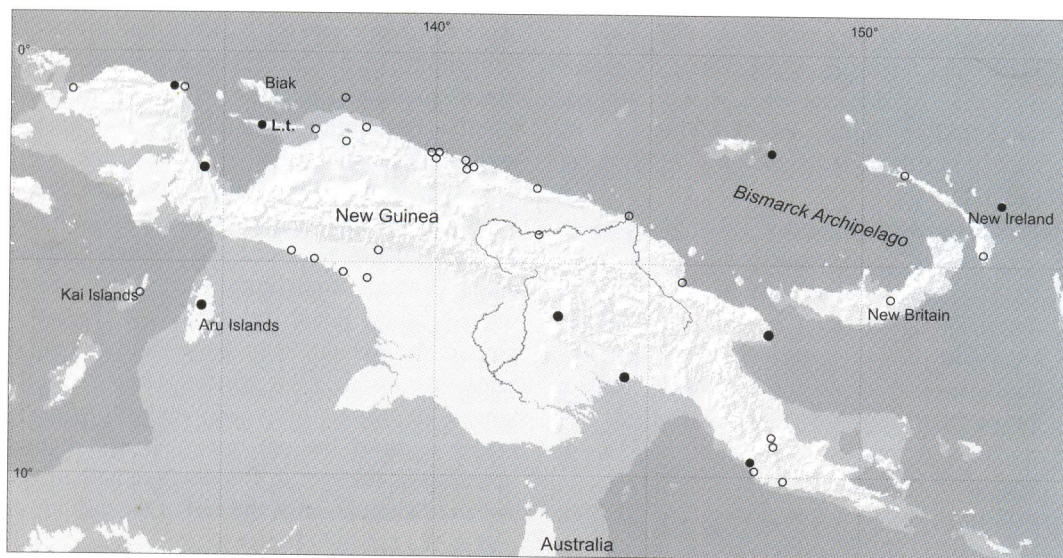 140°
150°
0°
Biak
L.t.
New Guinea
Bismarck Archipelago
New Ireland
Kai Islands
Aru Islands
New Britain
10°
Australia